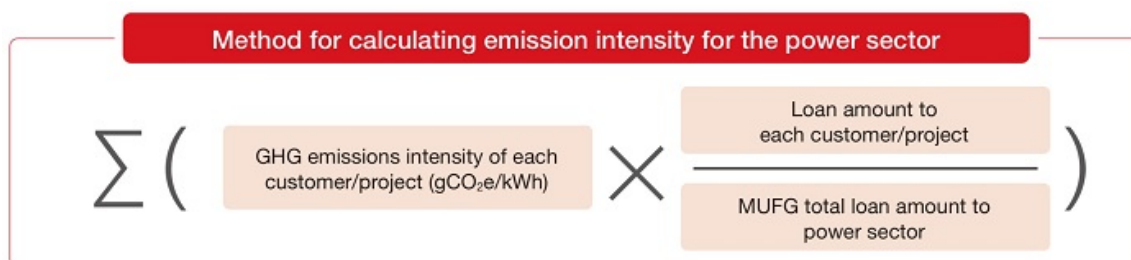 Method for calculating emission intensity for the power sector
∑ (
GHG emissions intensity of each
customer/project (gCO₂e/kWh)
×
Loan amount to
each customer/project
MUFG total loan amount to
power sector
)